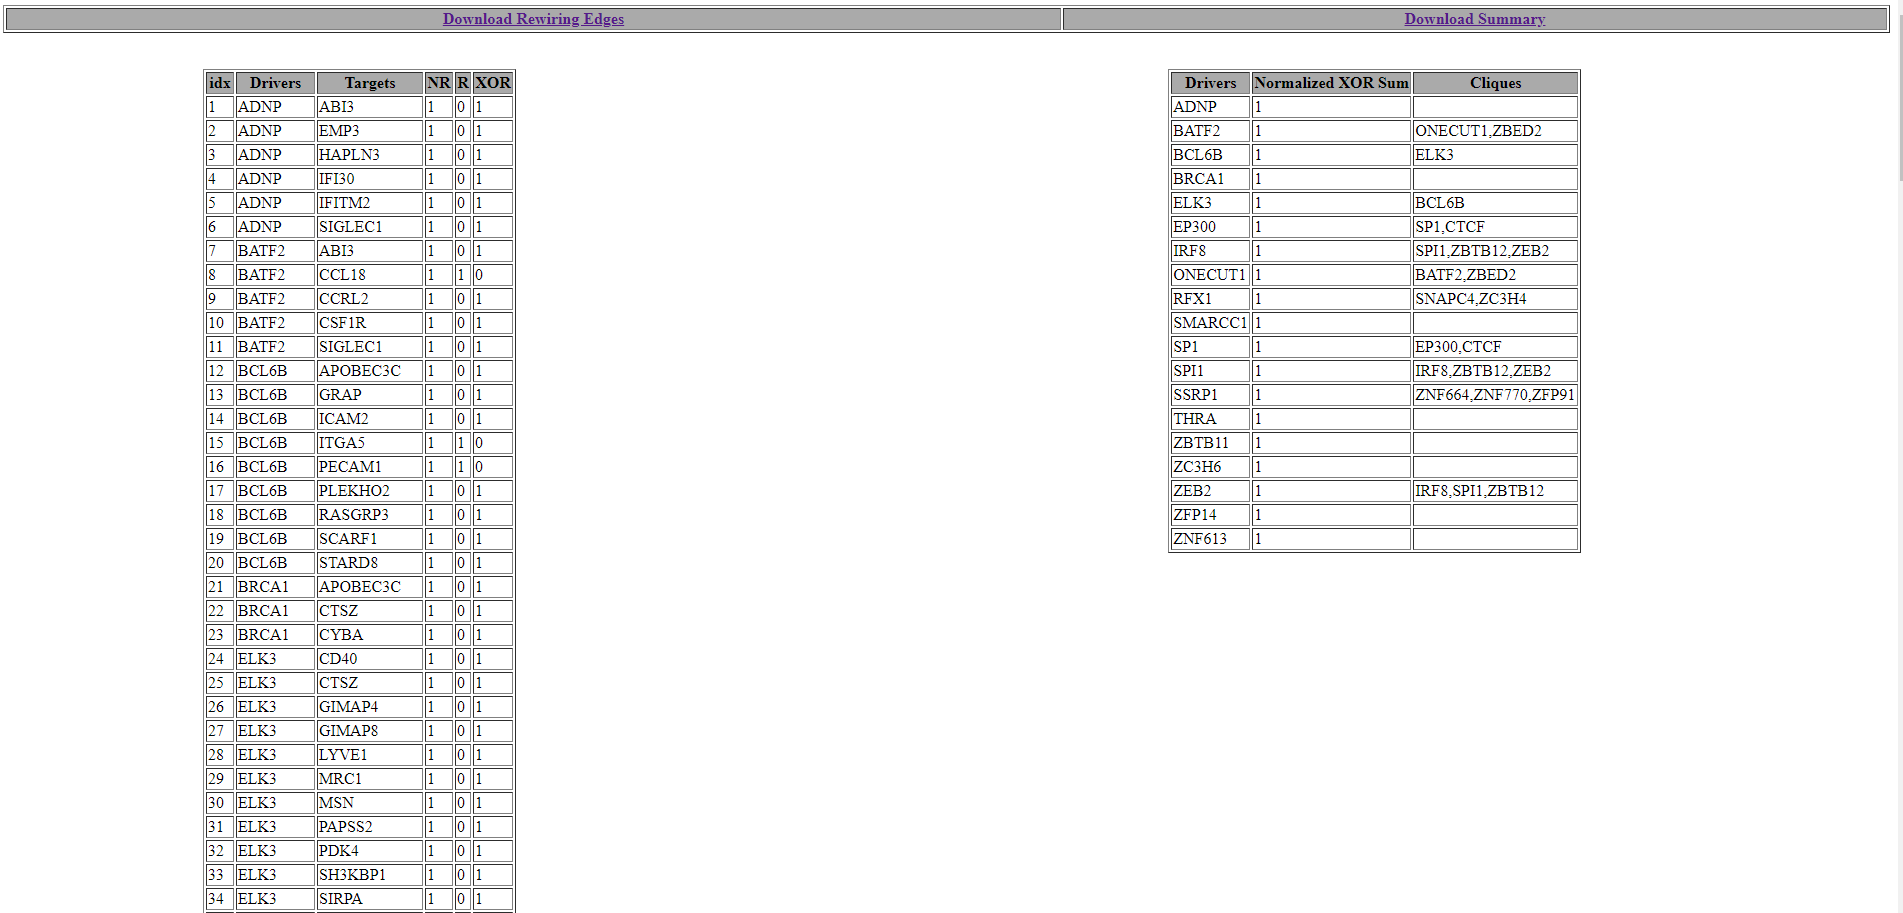 Download Rewiring Edges Download Summary
idx Drivers Targets NR R XOR
1 ADNP ABI3 1 0 1
2 ADNP EMP3 1 0 1
3 ADNP HAPLN3 1 0 1
4 ADNP IFI30 1 0 1
5 ADNP IFITM2 1 0 1
6 ADNP SIGLEC1 1 0 1
7 BATF2 ABI3 1 0 1
8 BATF2 CCL18 1 1 0
9 BATF2 CCRL2 1 0 1
10 BATF2 CSF1R 1 0 1
11 BATF2 SIGLEC1 1 0 1
12 BCL6B APOBEC3C 1 0 1
13 BCL6B GRAP 1 0 1
14 BCL6B ICAM2 1 0 1
15 BCL6B ITGA5 1 1 0
16 BCL6B PECAM1 1 1 0
17 BCL6B PLEKHO2 1 0 1
18 BCL6B RASGRP3 1 0 1
19 BCL6B SCARF1 1 0 1
20 BCL6B STARD8 1 0 1
21 BRCA1 APOBEC3C 1 0 1
22 BRCA1 CTSZ 1 0 1
23 BRCA1 CYBA 1 0 1
24 ELK3 CD40 1 0 1
25 ELK3 CTSZ 1 0 1
26 ELK3 GIMAP4 1 0 1
27 ELK3 GIMAP8 1 0 1
28 ELK3 LYVE1 1 0 1
29 ELK3 MRC1 1 0 1
30 ELK3 MSN 1 0 1
31 ELK3 PAPSS2 1 0 1
32 ELK3 PDK4 1 0 1
33 ELK3 SH3KBP1 1 0 1
34 ELK3 SIRPA 1 0 1
Drivers Normalized XOR Sum Cliques
ADNP 1
BATF2 1 ONECUT1,ZBED2
BCL6B 1 ELK3
BRCA1 1
ELK3 1 BCL6B
EP300 1 SP1,CTCF
IRF8 1 SPI1,ZBTB12,ZEB2
ONECUT1 1 BATF2,ZBED2
RFX1 1 SNAPC4,ZC3H4
SMARCC1 1
SP1 1 EP300,CTCF
SPI1 1 IRF8,ZBTB12,ZEB2
SSRP1 1 ZNF664,ZNF770,ZFP91
THRA 1
ZBTB11 1
ZC3H6 1
ZEB2 1 IRF8,SPI1,ZBTB12
ZFP14 1
ZNF613 1